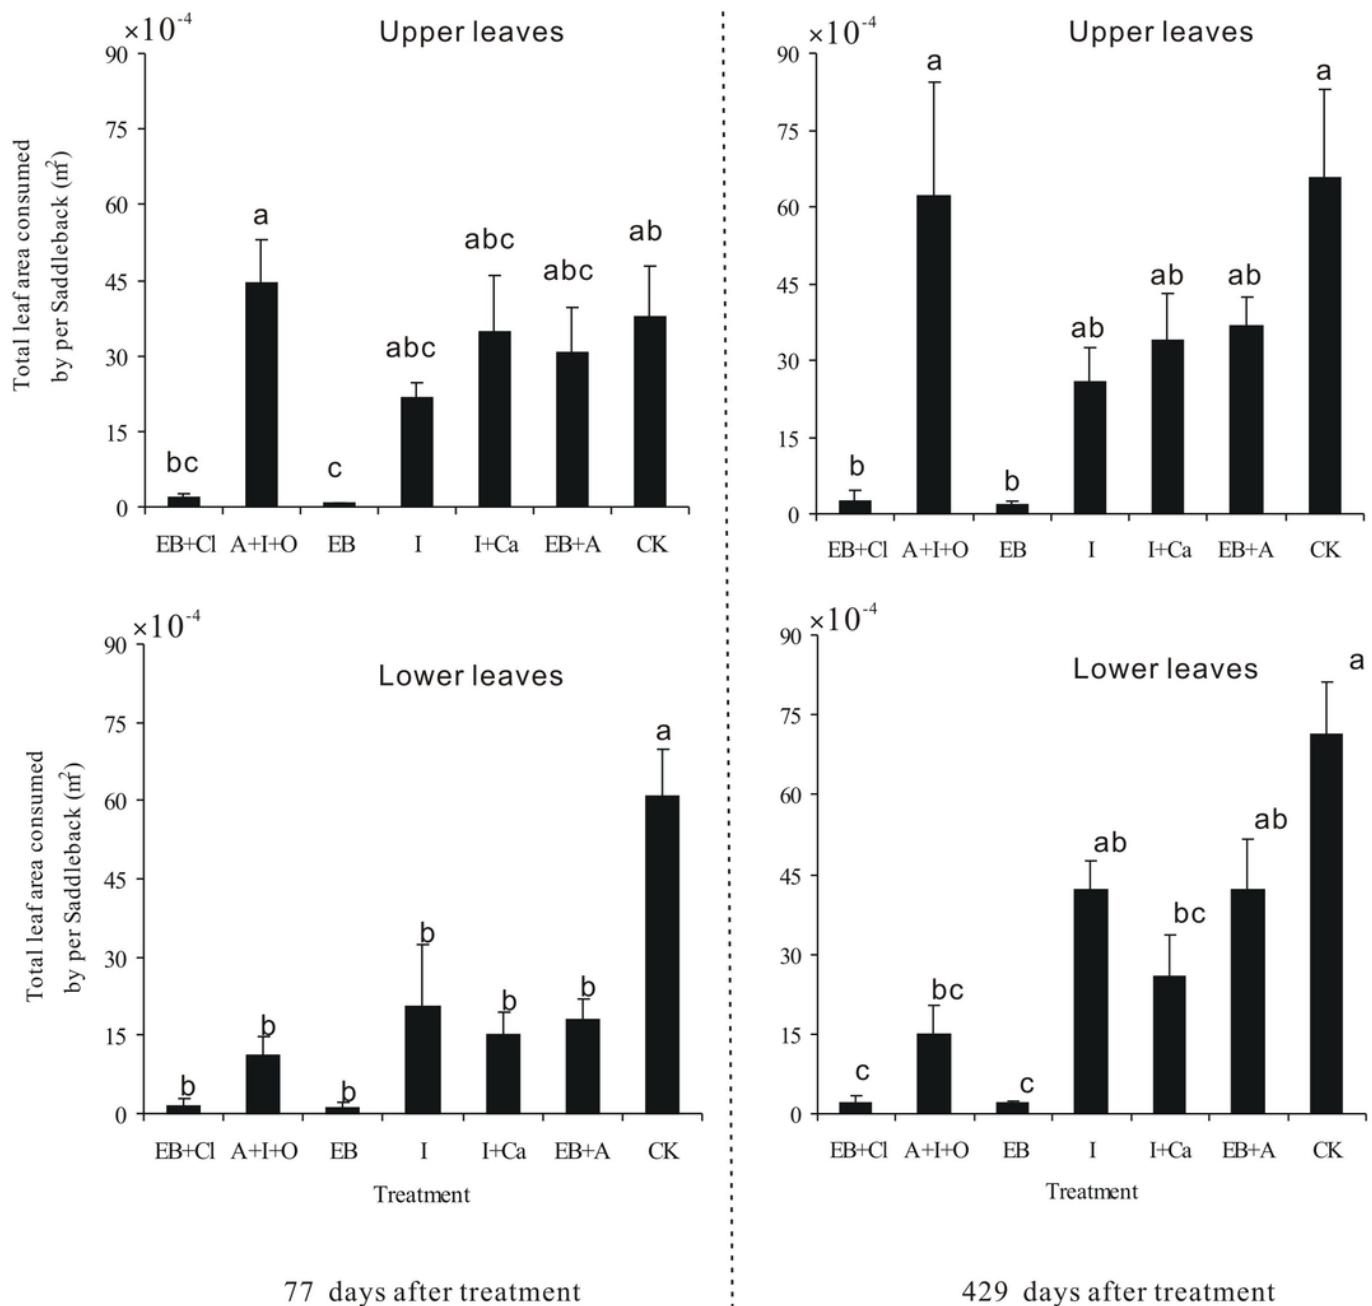 ×10⁻⁴
Upper leaves
90
75
60
45
30
15
0
Total leaf area consumed
by per Saddleback (m²)
bc
a
c
abc
abc
abc
ab
EB+Cl A+I+O EB I I+Ca EB+A CK
×10⁻⁴
Upper leaves
90
75
60
45
30
15
0
b
a
b
ab
ab
ab
a
EB+Cl A+I+O EB I I+Ca EB+A CK
×10⁻⁴
Lower leaves
90
75
60
45
30
15
0
Total leaf area consumed
by per Saddleback (m²)
b
b
b
b
b
b
a
EB+Cl A+I+O EB I I+Ca EB+A CK
Treatment
×10⁻⁴
Lower leaves
90
75
60
45
30
15
0
c
bc
c
ab
bc
ab
a
EB+Cl A+I+O EB I I+Ca EB+A CK
Treatment
77 days after treatment
429 days after treatment